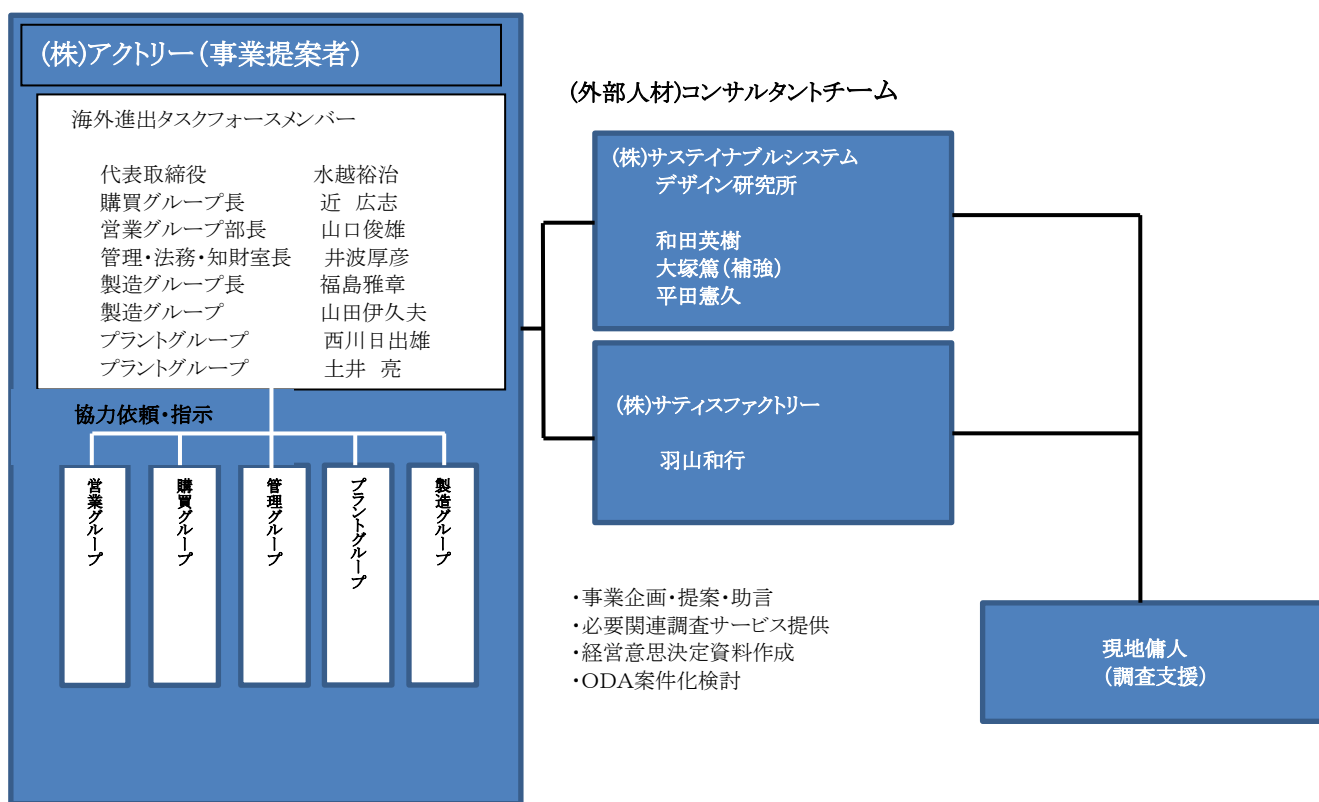 (株)アクトリー(事業提案者)
海外進出タスクフォースメンバー
代表取締役 水越裕治
購買グループ長 近 広志
営業グループ部長 山口俊雄
管理・法務・知財室長 井波厚彦
製造グループ長 福島雅章
製造グループ 山田伊久夫
プラントグループ 西川日出雄
プラントグループ 土井 亮
協力依頼・指示
営業グループ
購買グループ
管理グループ
プラントグループ
製造グループ
(外部人材)コンサルタントチーム
(株)サステイナブルシステム
デザイン研究所
和田英樹
大塚篤(補強)
平田憲久
(株)サティスファクトリー
羽山和行
・事業企画・提案・助言
・必要関連調査サービス提供
・経営意思決定資料作成
・ODA案件化検討
現地傭人
(調査支援)